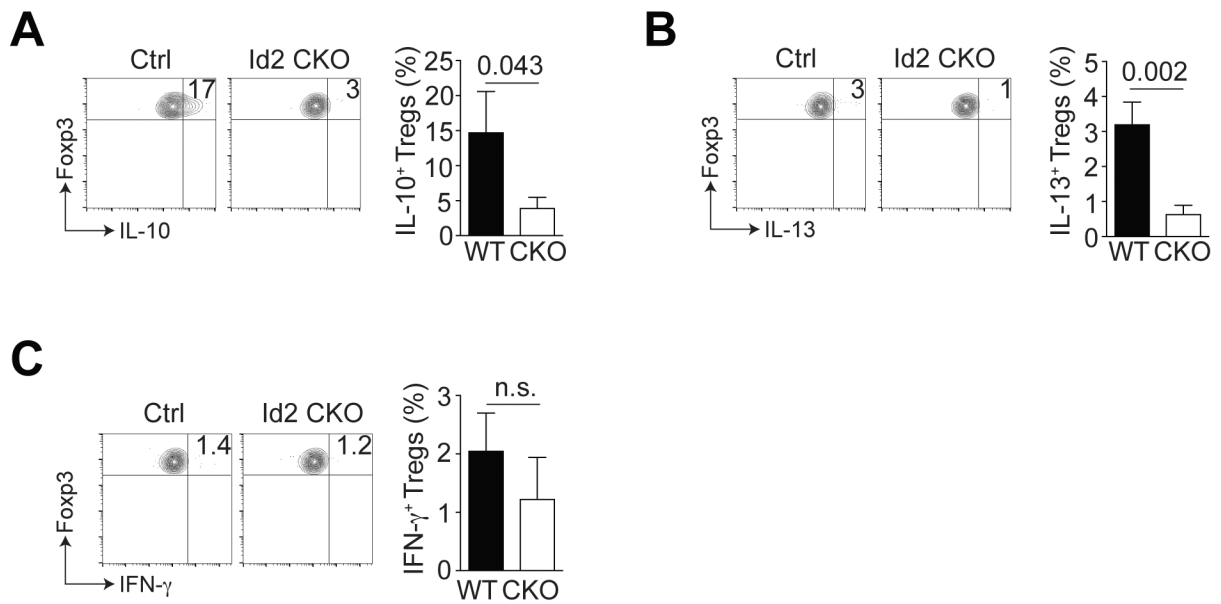 A
Ctrl
Id2 CKO
17
3
Foxp3
IL-10
IL-10+ Tregs (%)
25
20
15
10
5
0
0.043
WT CKO
B
Ctrl
Id2 CKO
3
1
Foxp3
IL-13
IL-13+ Tregs (%)
5
4
3
2
1
0
0.002
WT CKO
C
Ctrl
Id2 CKO
1.4
1.2
Foxp3
IFN-γ
IFN-γ+ Tregs (%)
3
2
1
0
n.s.
WT CKO